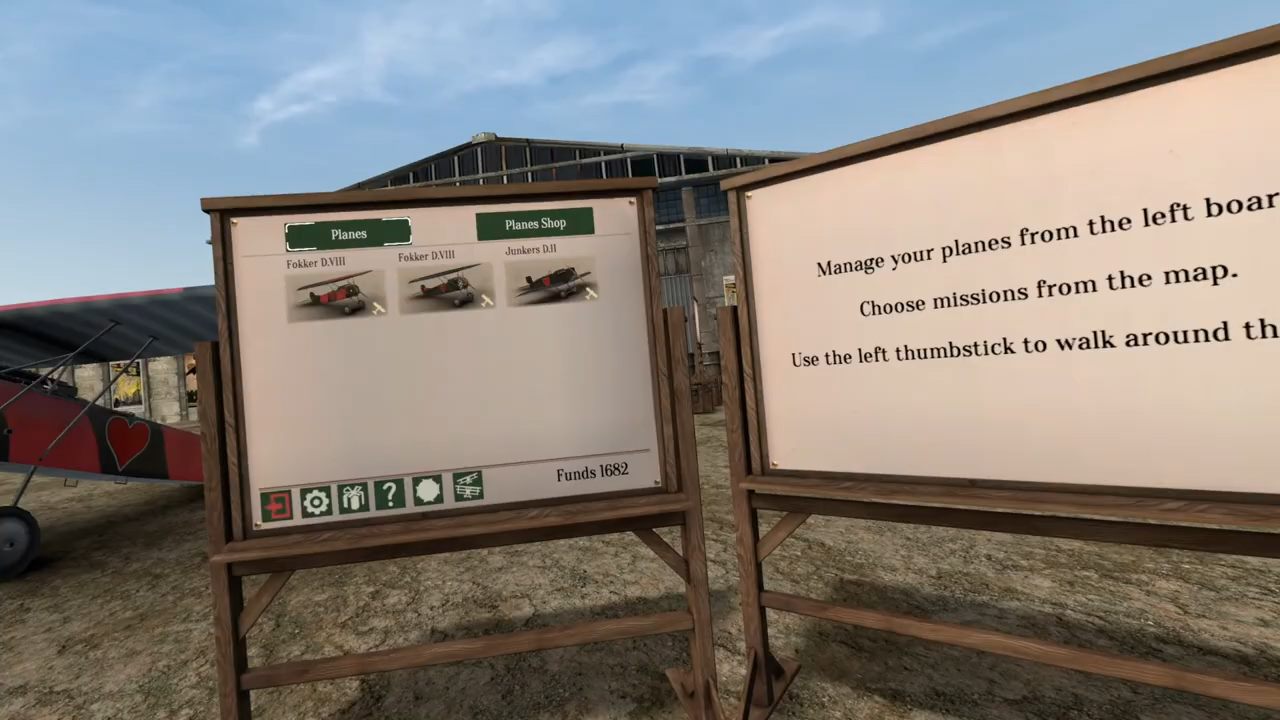 Planes
Planes Shop
Fokker D.VIII
Fokker D.VIII
Junkers D.II
Funds 1682
Manage your planes from the left boar
Choose missions from the map.
Use the left thumbstick to walk around th